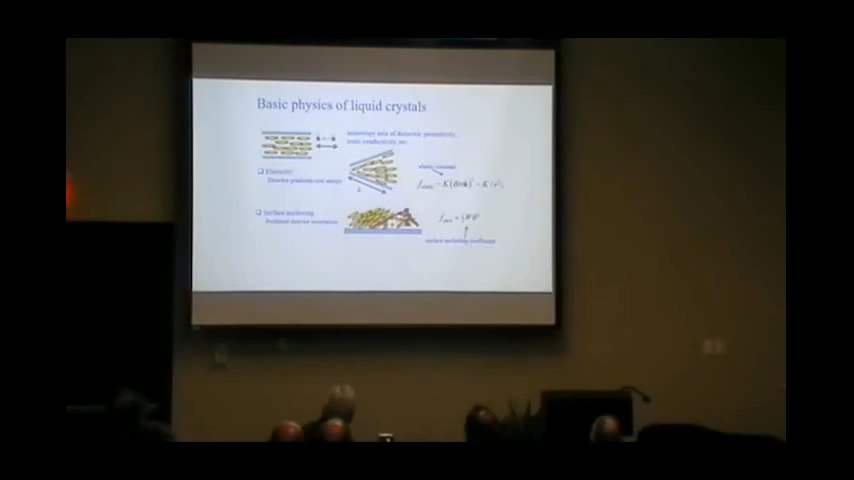 Basic physics of liquid crystals
anisotropy axis of dielectric permittivity,
ionic conductivity, etc
Elasticity
Director gradients cost energy
elastic constant
L
Surface anchoring
Preferred director orientation
surface anchoring coefficient